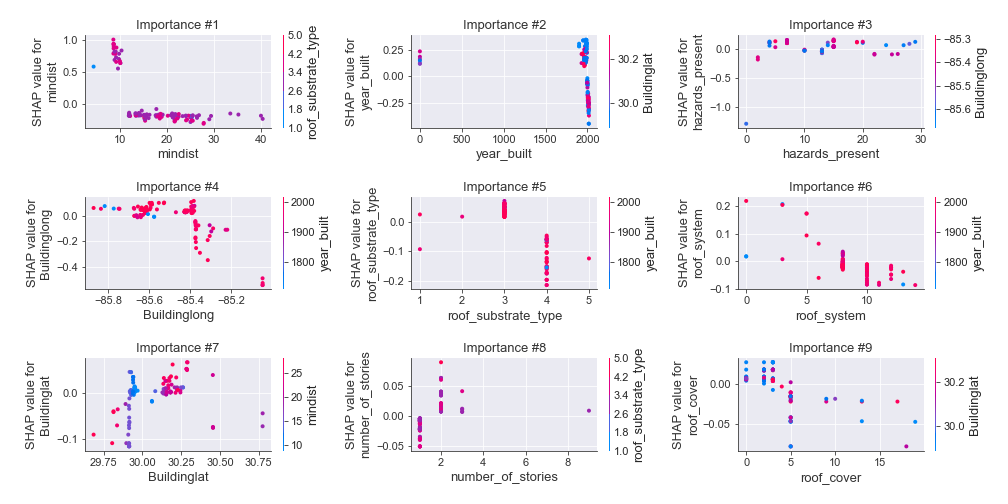 Importance #1
Importance #2
Importance #3
SHAP value for
mindist
1.0
0.5
0.0
0
10
20
30
40
mindist
5.0
4.2
3.4
2.6
1.8
1.0
roof_substrate_type
SHAP value for
year_built
0.25
0.00
−0.25
0
500
1000
1500
2000
year_built
30.2
30.0
Buildinglat
SHAP value for
hazards_present
0.0
−0.5
−1.0
0
10
20
30
hazards_present
−85.3
−85.4
−85.5
−85.6
Buildinglong
Importance #4
Importance #5
Importance #6
SHAP value for
Buildinglong
0.0
−0.2
−0.4
−85.8
−85.6
−85.4
−85.2
Buildinglong
2000
1900
1800
year_built
SHAP value for
roof_substrate_type
0.0
−0.1
−0.2
1
2
3
4
5
roof_substrate_type
2000
1900
1800
year_built
SHAP value for
roof_system
0.2
0.1
0.0
−0.1
0
5
10
roof_system
2000
1900
1800
year_built
Importance #7
Importance #8
Importance #9
SHAP value for
Buildinglat
0.0
−0.1
29.75
30.00
30.25
30.50
30.75
Buildinglat
25
20
15
10
mindist
SHAP value for
number_of_stories
0.05
0.00
−0.05
2
4
6
8
number_of_stories
5.0
4.2
3.4
2.6
1.8
1.0
roof_substrate_type
SHAP value for
roof_cover
0.00
−0.05
0
5
10
15
roof_cover
30.2
30.0
Buildinglat